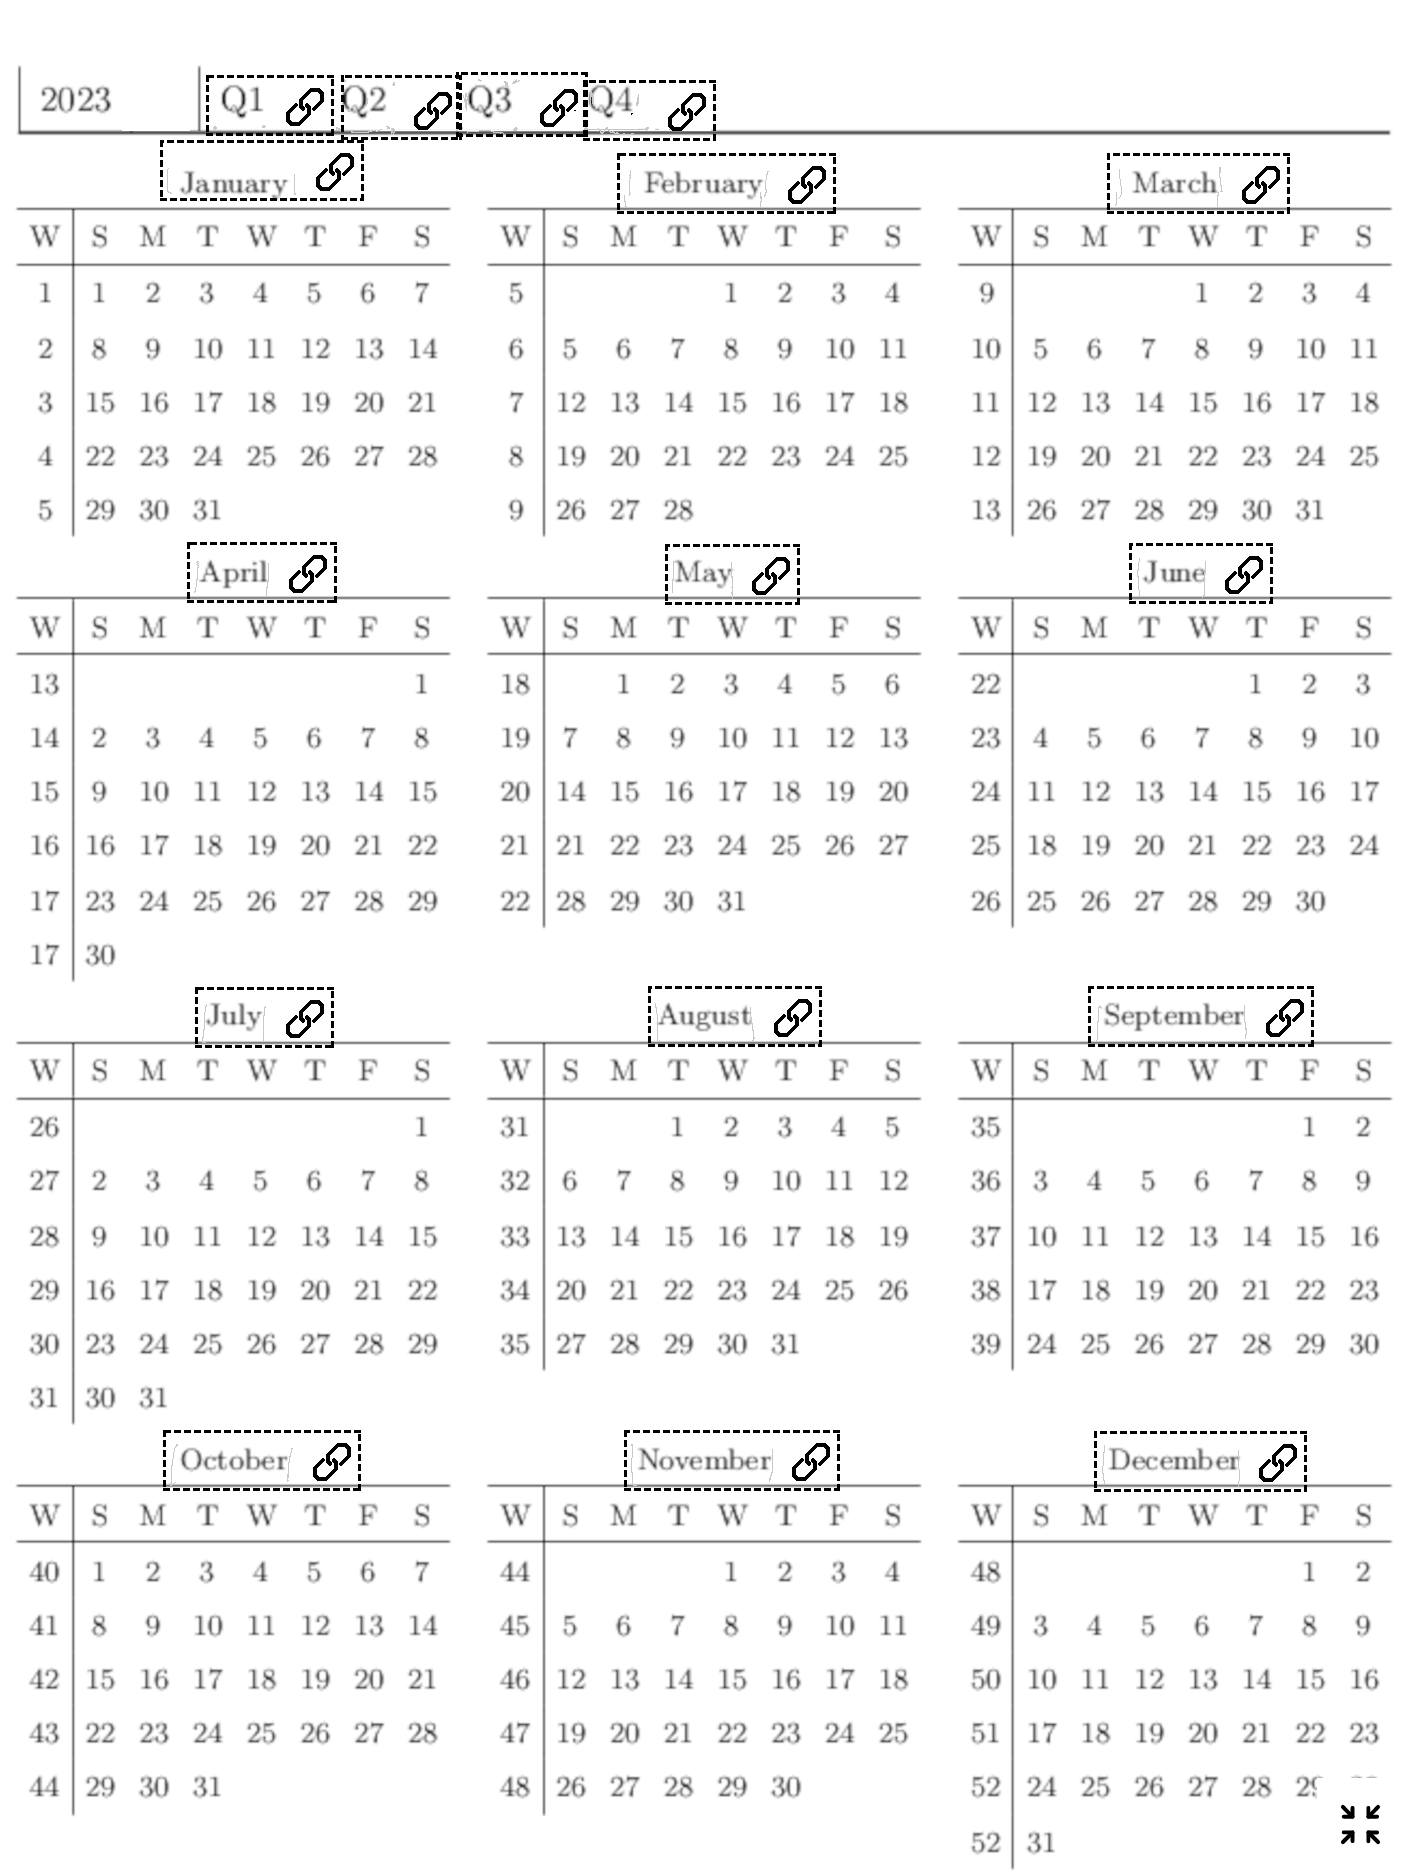 2023 Q1 Q2 Q3 Q4
January February March
W S M T W T F S W S M T W T F S W S M T W T F S
1 1 2 3 4 5 6 7 5 1 2 3 4 9 1 2 3 4
2 8 9 10 11 12 13 14 6 5 6 7 8 9 10 11 10 5 6 7 8 9 10 11
3 15 16 17 18 19 20 21 7 12 13 14 15 16 17 18 11 12 13 14 15 16 17 18
4 22 23 24 25 26 27 28 8 19 20 21 22 23 24 25 12 19 20 21 22 23 24 25
5 29 30 31 9 26 27 28 13 26 27 28 29 30 31
April May June
W S M T W T F S W S M T W T F S W S M T W T F S
13 1 18 1 2 3 4 5 6 22 1 2 3
14 2 3 4 5 6 7 8 19 7 8 9 10 11 12 13 23 4 5 6 7 8 9 10
15 9 10 11 12 13 14 15 20 14 15 16 17 18 19 20 24 11 12 13 14 15 16 17
16 16 17 18 19 20 21 22 21 21 22 23 24 25 26 27 25 18 19 20 21 22 23 24
17 23 24 25 26 27 28 29 22 28 29 30 31 26 25 26 27 28 29 30
17 30
July August September
W S M T W T F S W S M T W T F S W S M T W T F S
26 1 31 1 2 3 4 5 35 1 2
27 2 3 4 5 6 7 8 32 6 7 8 9 10 11 12 36 3 4 5 6 7 8 9
28 9 10 11 12 13 14 15 33 13 14 15 16 17 18 19 37 10 11 12 13 14 15 16
29 16 17 18 19 20 21 22 34 20 21 22 23 24 25 26 38 17 18 19 20 21 22 23
30 23 24 25 26 27 28 29 35 27 28 29 30 31 39 24 25 26 27 28 29 30
31 30 31
October November December
W S M T W T F S W S M T W T F S W S M T W T F S
40 1 2 3 4 5 6 7 44 1 2 3 4 48 1 2
41 8 9 10 11 12 13 14 45 5 6 7 8 9 10 11 49 3 4 5 6 7 8 9
42 15 16 17 18 19 20 21 46 12 13 14 15 16 17 18 50 10 11 12 13 14 15 16
43 22 23 24 25 26 27 28 47 19 20 21 22 23 24 25 51 17 18 19 20 21 22 23
44 29 30 31 48 26 27 28 29 30 52 24 25 26 27 28 29
52 31